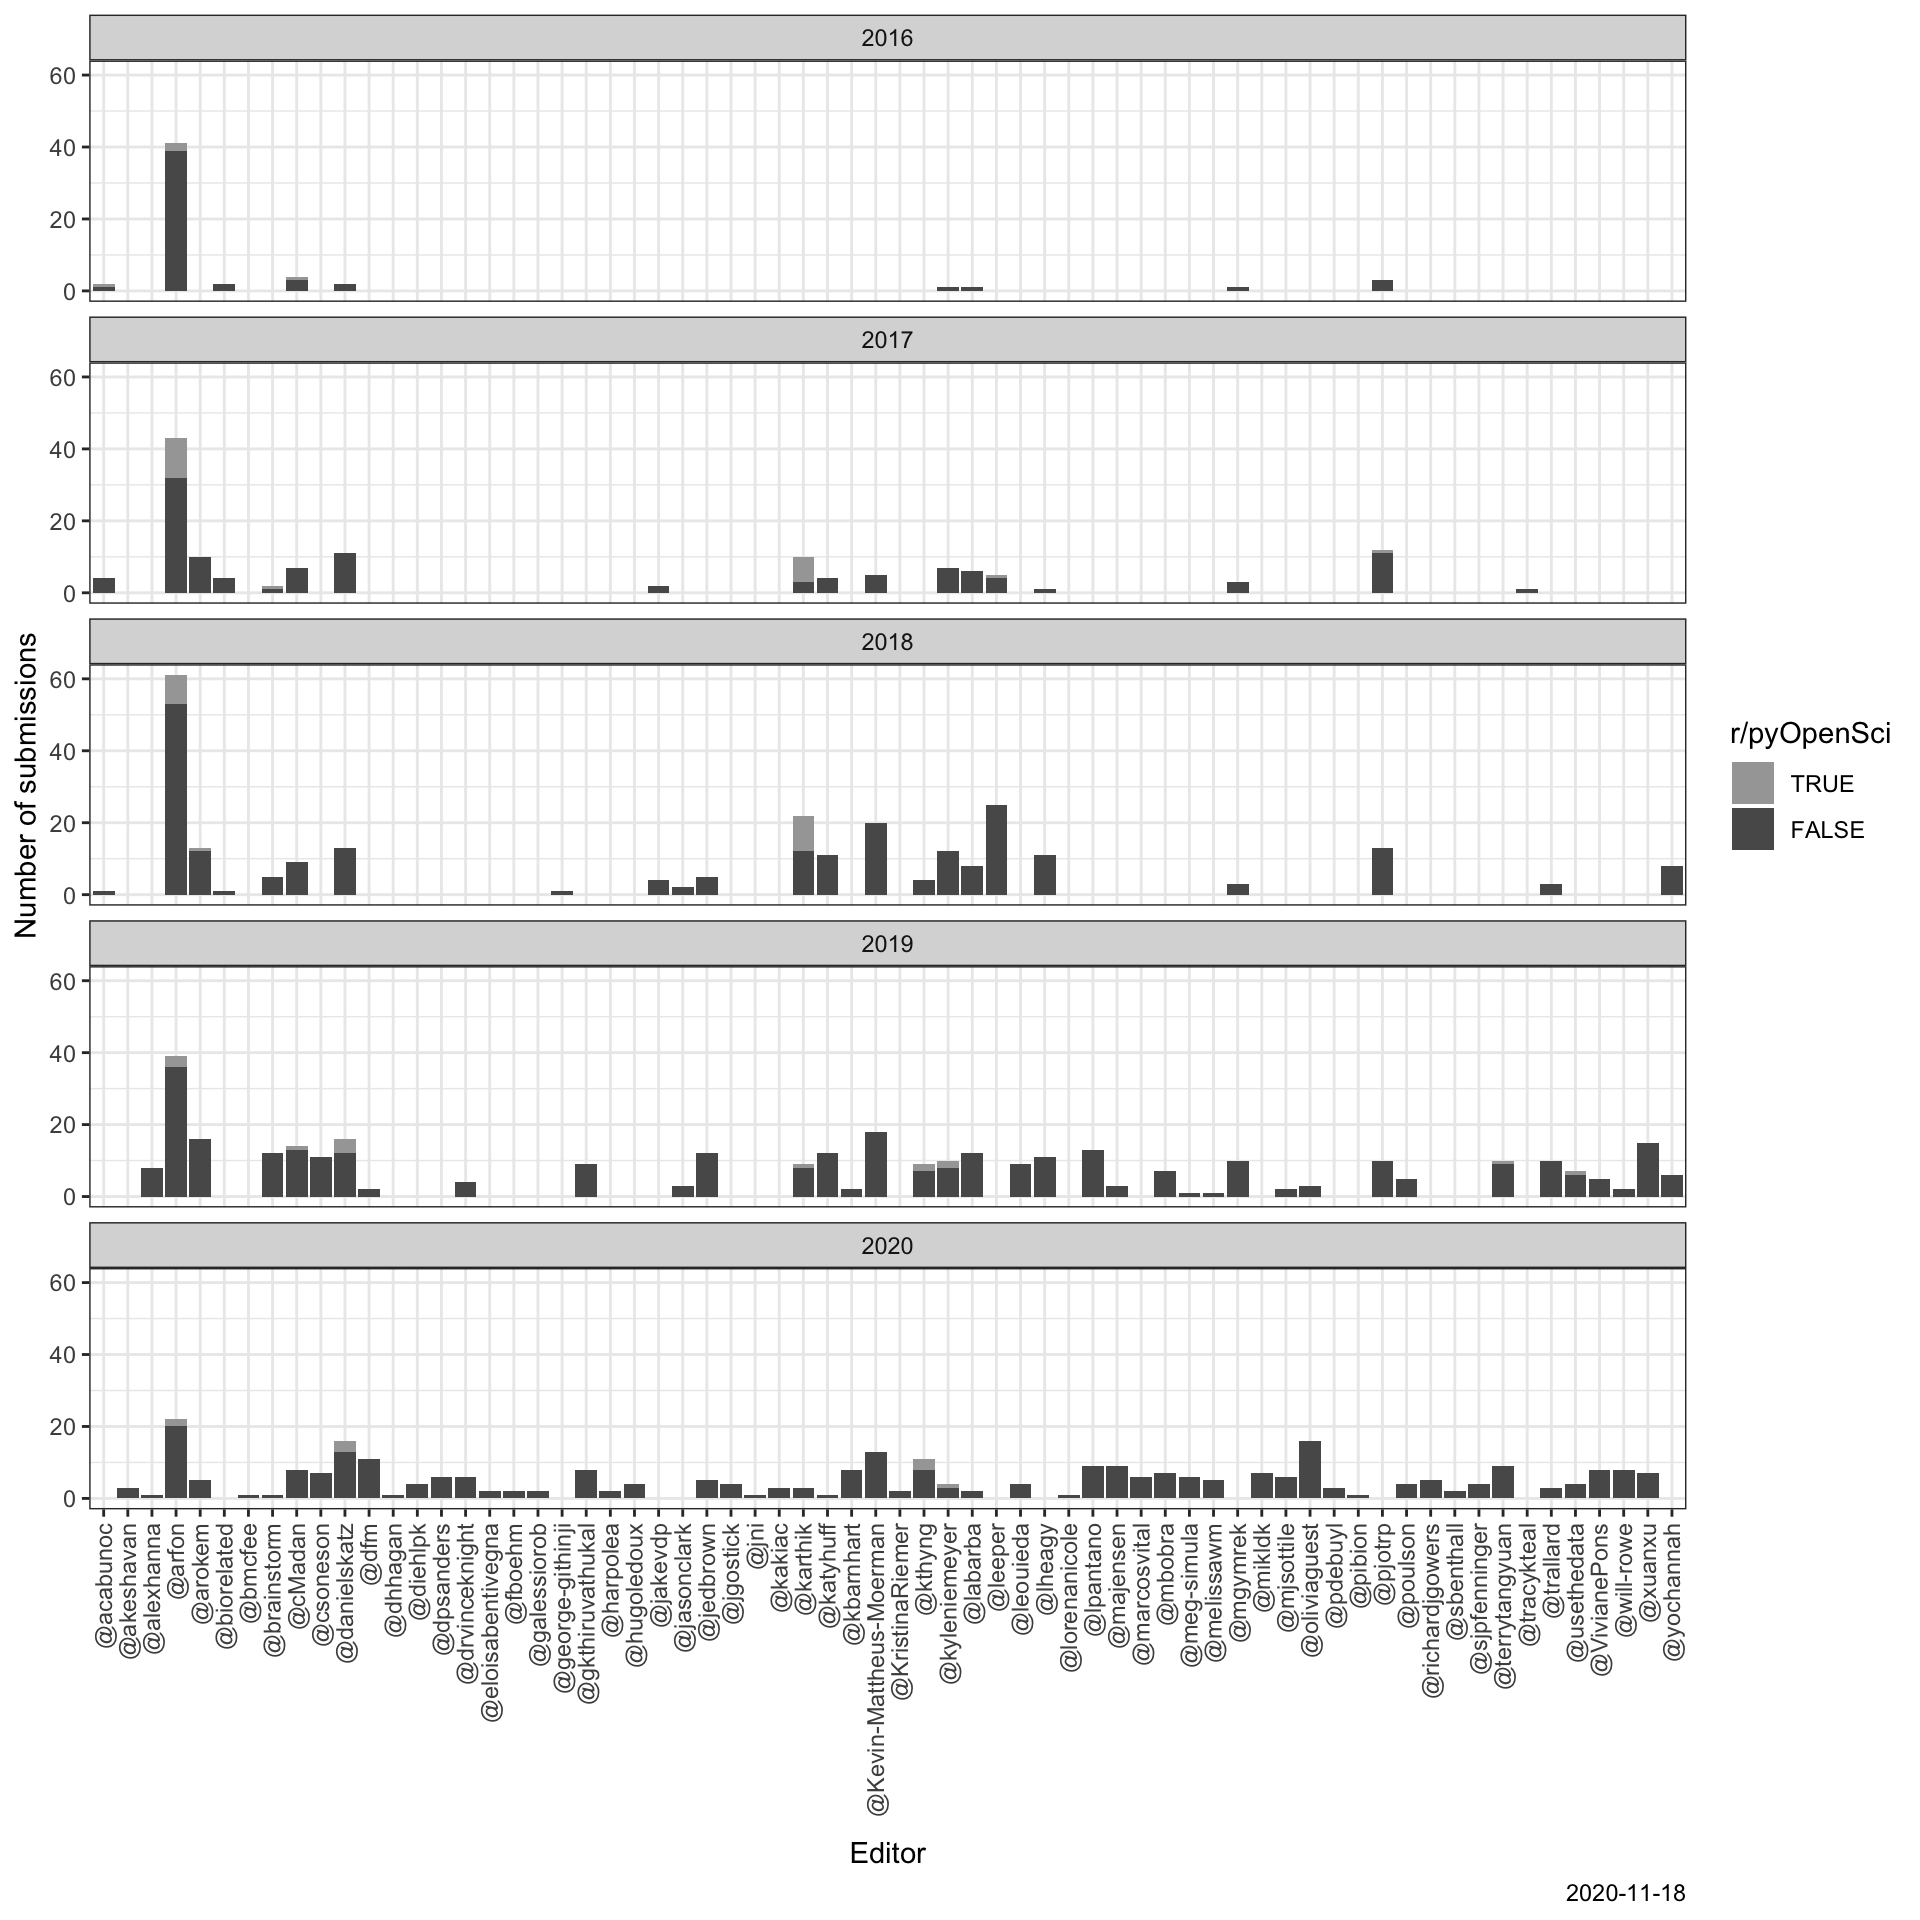 2016
60
40
20
0
2017
60
40
20
0
2018
60
40
20
0
2019
60
40
20
0
2020
60
40
20
0
Number of submissions
r/pyOpenSci
TRUE
FALSE
@acabunoc
@akeshavan
@alexhanna
@arfon
@arokem
@biorelated
@bmcfee
@brainstorm
@cMadan
@csoneson
@danielskatz
@dfm
@dhhagan
@diehlpk
@dpsanders
@drvinceknight
@eloisabentivegna
@fboehm
@galessiorob
@george-githinji
@gkthiruvathukal
@harpolea
@hugoledoux
@jakevdp
@jasonclark
@jedbrown
@jgostick
@jni
@kakiac
@karthik
@katyhuff
@kbarnhart
@Kevin-Mattheus-Moerman
@KristinaRiemer
@kthyng
@kyleniemeyer
@labarba
@leeper
@leouieda
@lheagy
@lorenanicole
@lpantano
@majensen
@marcosvital
@mbobra
@meg-simula
@melissawm
@mgymrek
@mikldk
@mjsottile
@oliviaguest
@pdebuyl
@pibion
@pjotrp
@poulson
@richardjgowers
@sbenthall
@sjpfenninger
@terrytangyuan
@tracykteal
@trallard
@usethedata
@VivianePons
@will-rowe
@xuanxu
@yochannah
Editor
2020-11-18